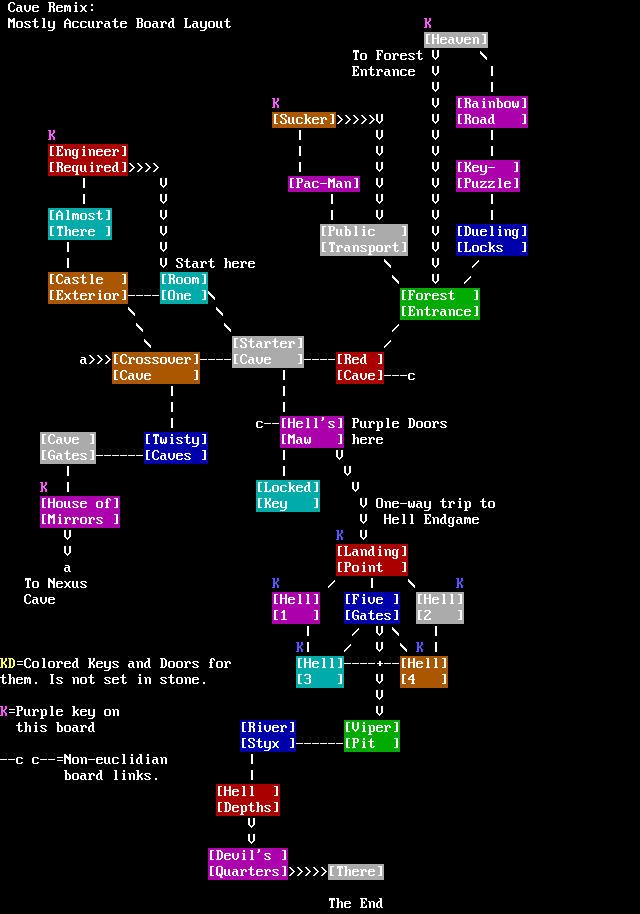 Cave Remix:
Mostly Accurate Board Layout
K
[Heaven]
To Forest V
Entrance V
K
[Rainbow]
[Road ]
K
[Sucker]>>>>>V
K
[Engineer]
[Required]>>>>
[Key- ]
[Puzzle]
[Pac-Man]
[Almost]
[There ]
[Public ]
[Transport]
[Dueling]
[Locks ]
V Start here
[Castle ]
[Exterior]
[Room]
[One ]
[Forest ]
[Entrance]
[Starter]
[Cave ]
a>>>[Crossover]
[Cave ]
[Red ]
[Cave]---c
c--[Hell's] Purple Doors
[Maw ] here
[Cave ]
[Gates]
[Twisty]
[Caves ]
K
[House of]
[Mirrors ]
V
V
a
To Nexus
Cave
[Locked]
[Key ]
V One-way trip to
V Hell Endgame
K V
[Landing]
[Point ]
K
[Hell]
[1 ]
[Five ]
[Gates]
K
[Hell]
[2 ]
K
[Hell]
[3 ]
K
[Hell]
[4 ]
KD=Colored Keys and Doors for
them. Is not set in stone.
K=Purple key on
this board
--c c--=Non-euclidian
board links.
[River]
[Styx ]
[Viper]
[Pit ]
[Hell ]
[Depths]
V
V
[Devil's ]
[Quarters]>>>>>[There]
The End